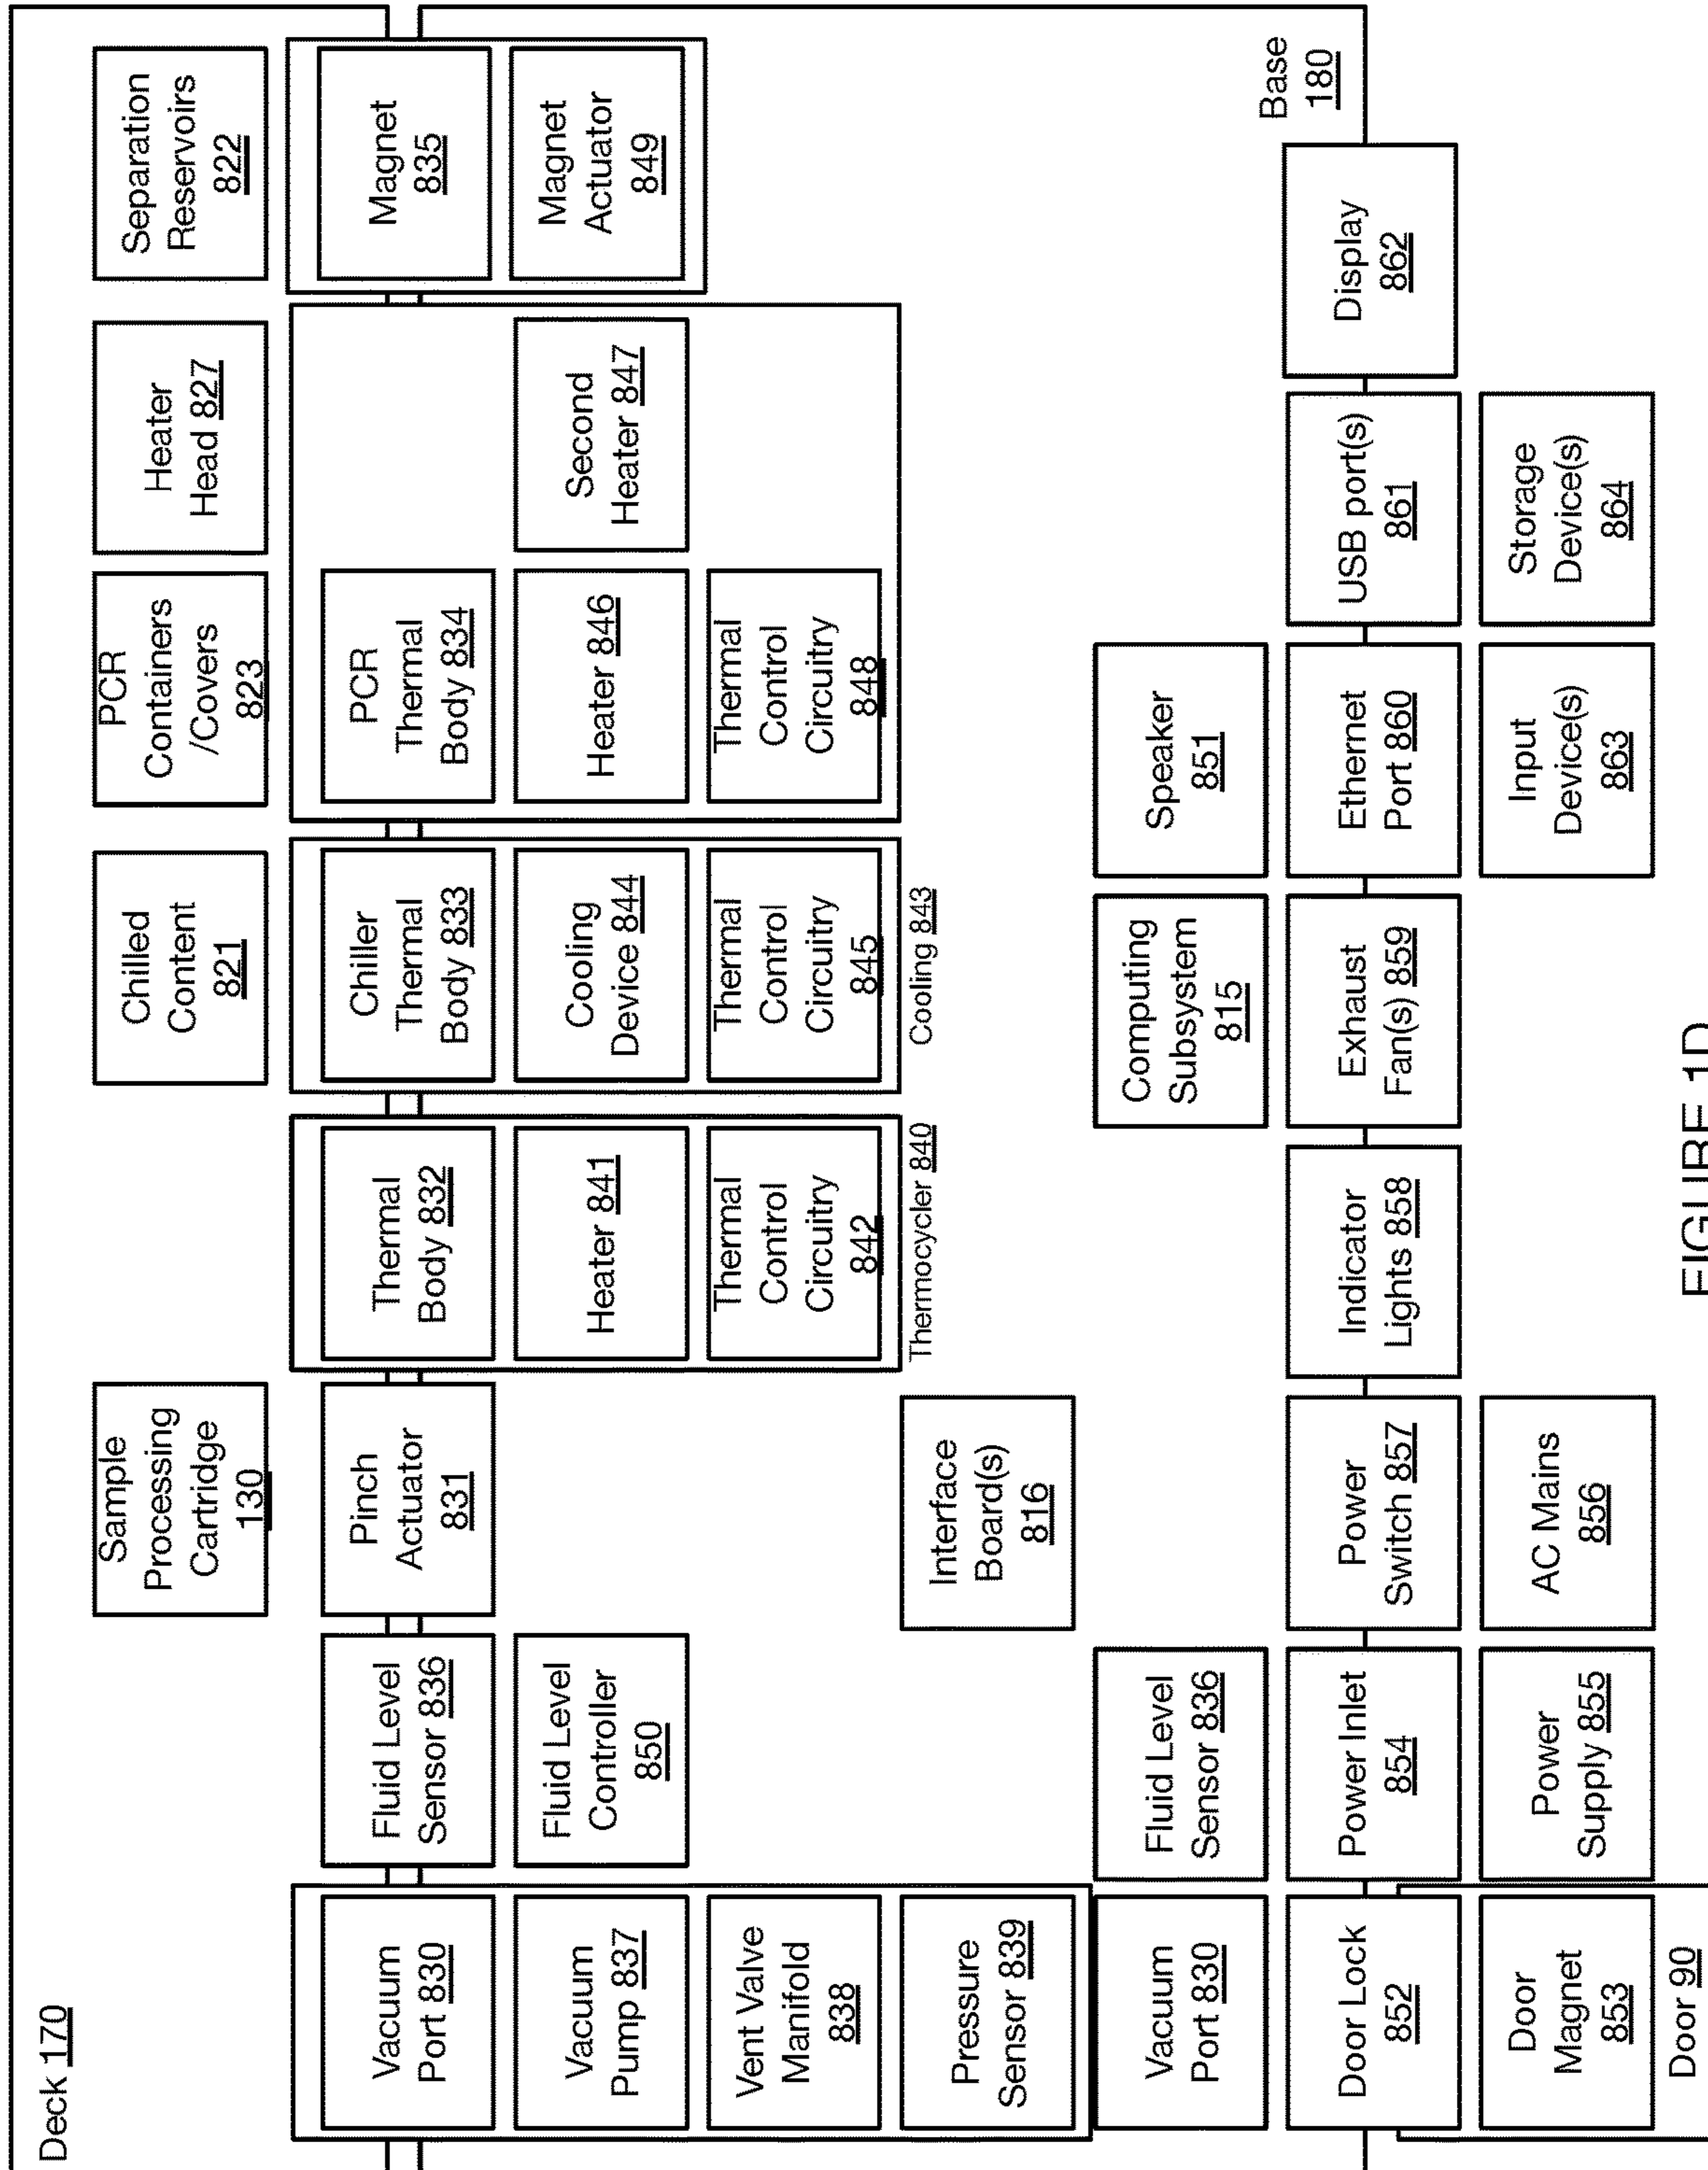 Deck 170
Sample
Processing
Cartridge
130
Chilled
Content
821
PCR
Containers
/Covers
823
Heater
Head 827
Separation
Reservoirs
822
Vacuum
Port 830
Fluid Level
Sensor 836
Pinch
Actuator
831
Thermal
Body 832
Chiller
Thermal
Body 833
PCR
Thermal
Body 834
Magnet
835
Vacuum
Pump 837
Fluid Level
Controller
850
Heater 841
Cooling
Device 844
Heater 846
Second
Heater 847
Magnet
Actuator
849
Vent Valve
Manifold
838
Thermal
Control
Circuitry
842
Thermal
Control
Circuitry
845
Thermal
Control
Circuitry
848
Thermocycler 840
Cooling 843
Pressure
Sensor 839
Interface
Board(s)
816
Vacuum
Port 830
Fluid Level
Sensor 836
Computing
Subsystem
815
Speaker
851
Base
180
Door Lock
852
Power Inlet
854
Power
Switch 857
Indicator
Lights 858
Exhaust
Fan(s) 859
Ethernet
Port 860
USB port(s)
861
Display
862
Door
Magnet
853
Power
Supply 855
AC Mains
856
Input
Device(s)
863
Storage
Device(s)
864
Door 90
FIGURE 1D